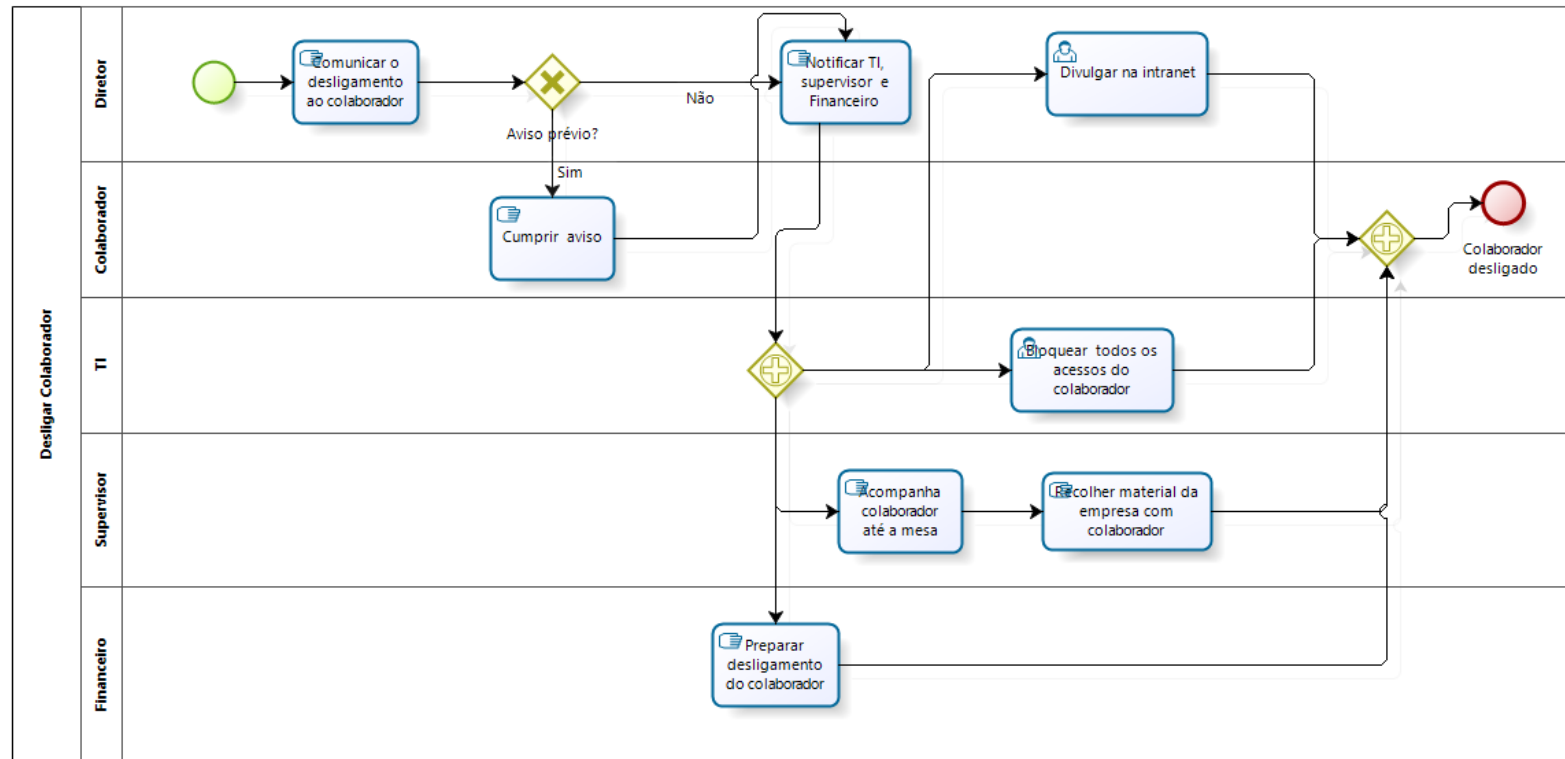 Desligar Colaborador
Diretor
Comunicar o
desligamento
ao colaborador
Aviso prévio?
Não
Sim
Notificar TI,
supervisor e
Financeiro
Divulgar na intranet
Colaborador
Cumprir aviso
Colaborador
desligado
TI
Bloquear todos os
acessos do
colaborador
Supervisor
Acompanha
colaborador
até a mesa
Recolher material da
empresa com
colaborador
Financeiro
Preparar
desligamento
do colaborador